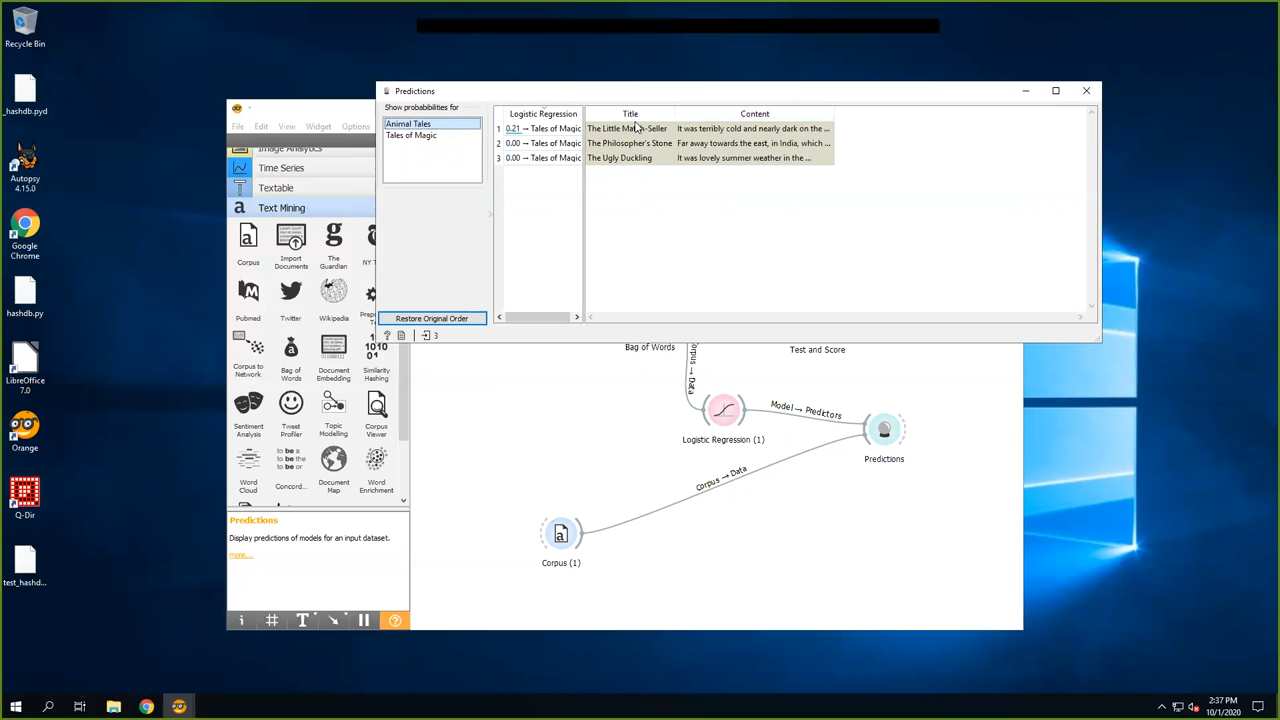 Recycle Bin
_hashdb.pyd
Autopsy
4.15.0
Google
Chrome
hashdb.py
LibreOffice
7.0
Orange
Q-Dir
test_hashd...
File Edit View Widget Options
Image Analytics
Time Series
Textable
Text Mining
Corpus
Import
Documents
The
Guardian
NY T
Pubmed
Twitter
Wikipedia
Corpus to
Network
Bag of
Words
Document
Embedding
Similarity
Hashing
Sentiment
Analysis
Tweet
Profiler
Topic
Modelling
Corpus
Viewer
Word
Cloud
Concord...
Document
Map
Word
Enrichment
Predictions
Display predictions of models for an input dataset.
more...
Predictions
Show probabilities for
Animal Tales
Tales of Magic
Restore Original Order
3
Logistic Regression Title Content
1 0.21 → Tales of Magic The Little Match-Seller It was terribly cold and nearly dark on the ...
2 0.00 → Tales of Magic The Philosopher's Stone Far away towards the east, in India, which ...
3 0.00 → Tales of Magic The Ugly Duckling It was lovely summer weather in the ...
Bag of Words
Test and Score
Corpus → Data
Model → Predictors
Logistic Regression (1)
Predictions
Corpus → Data
Corpus (1)
2:37 PM
10/1/2020